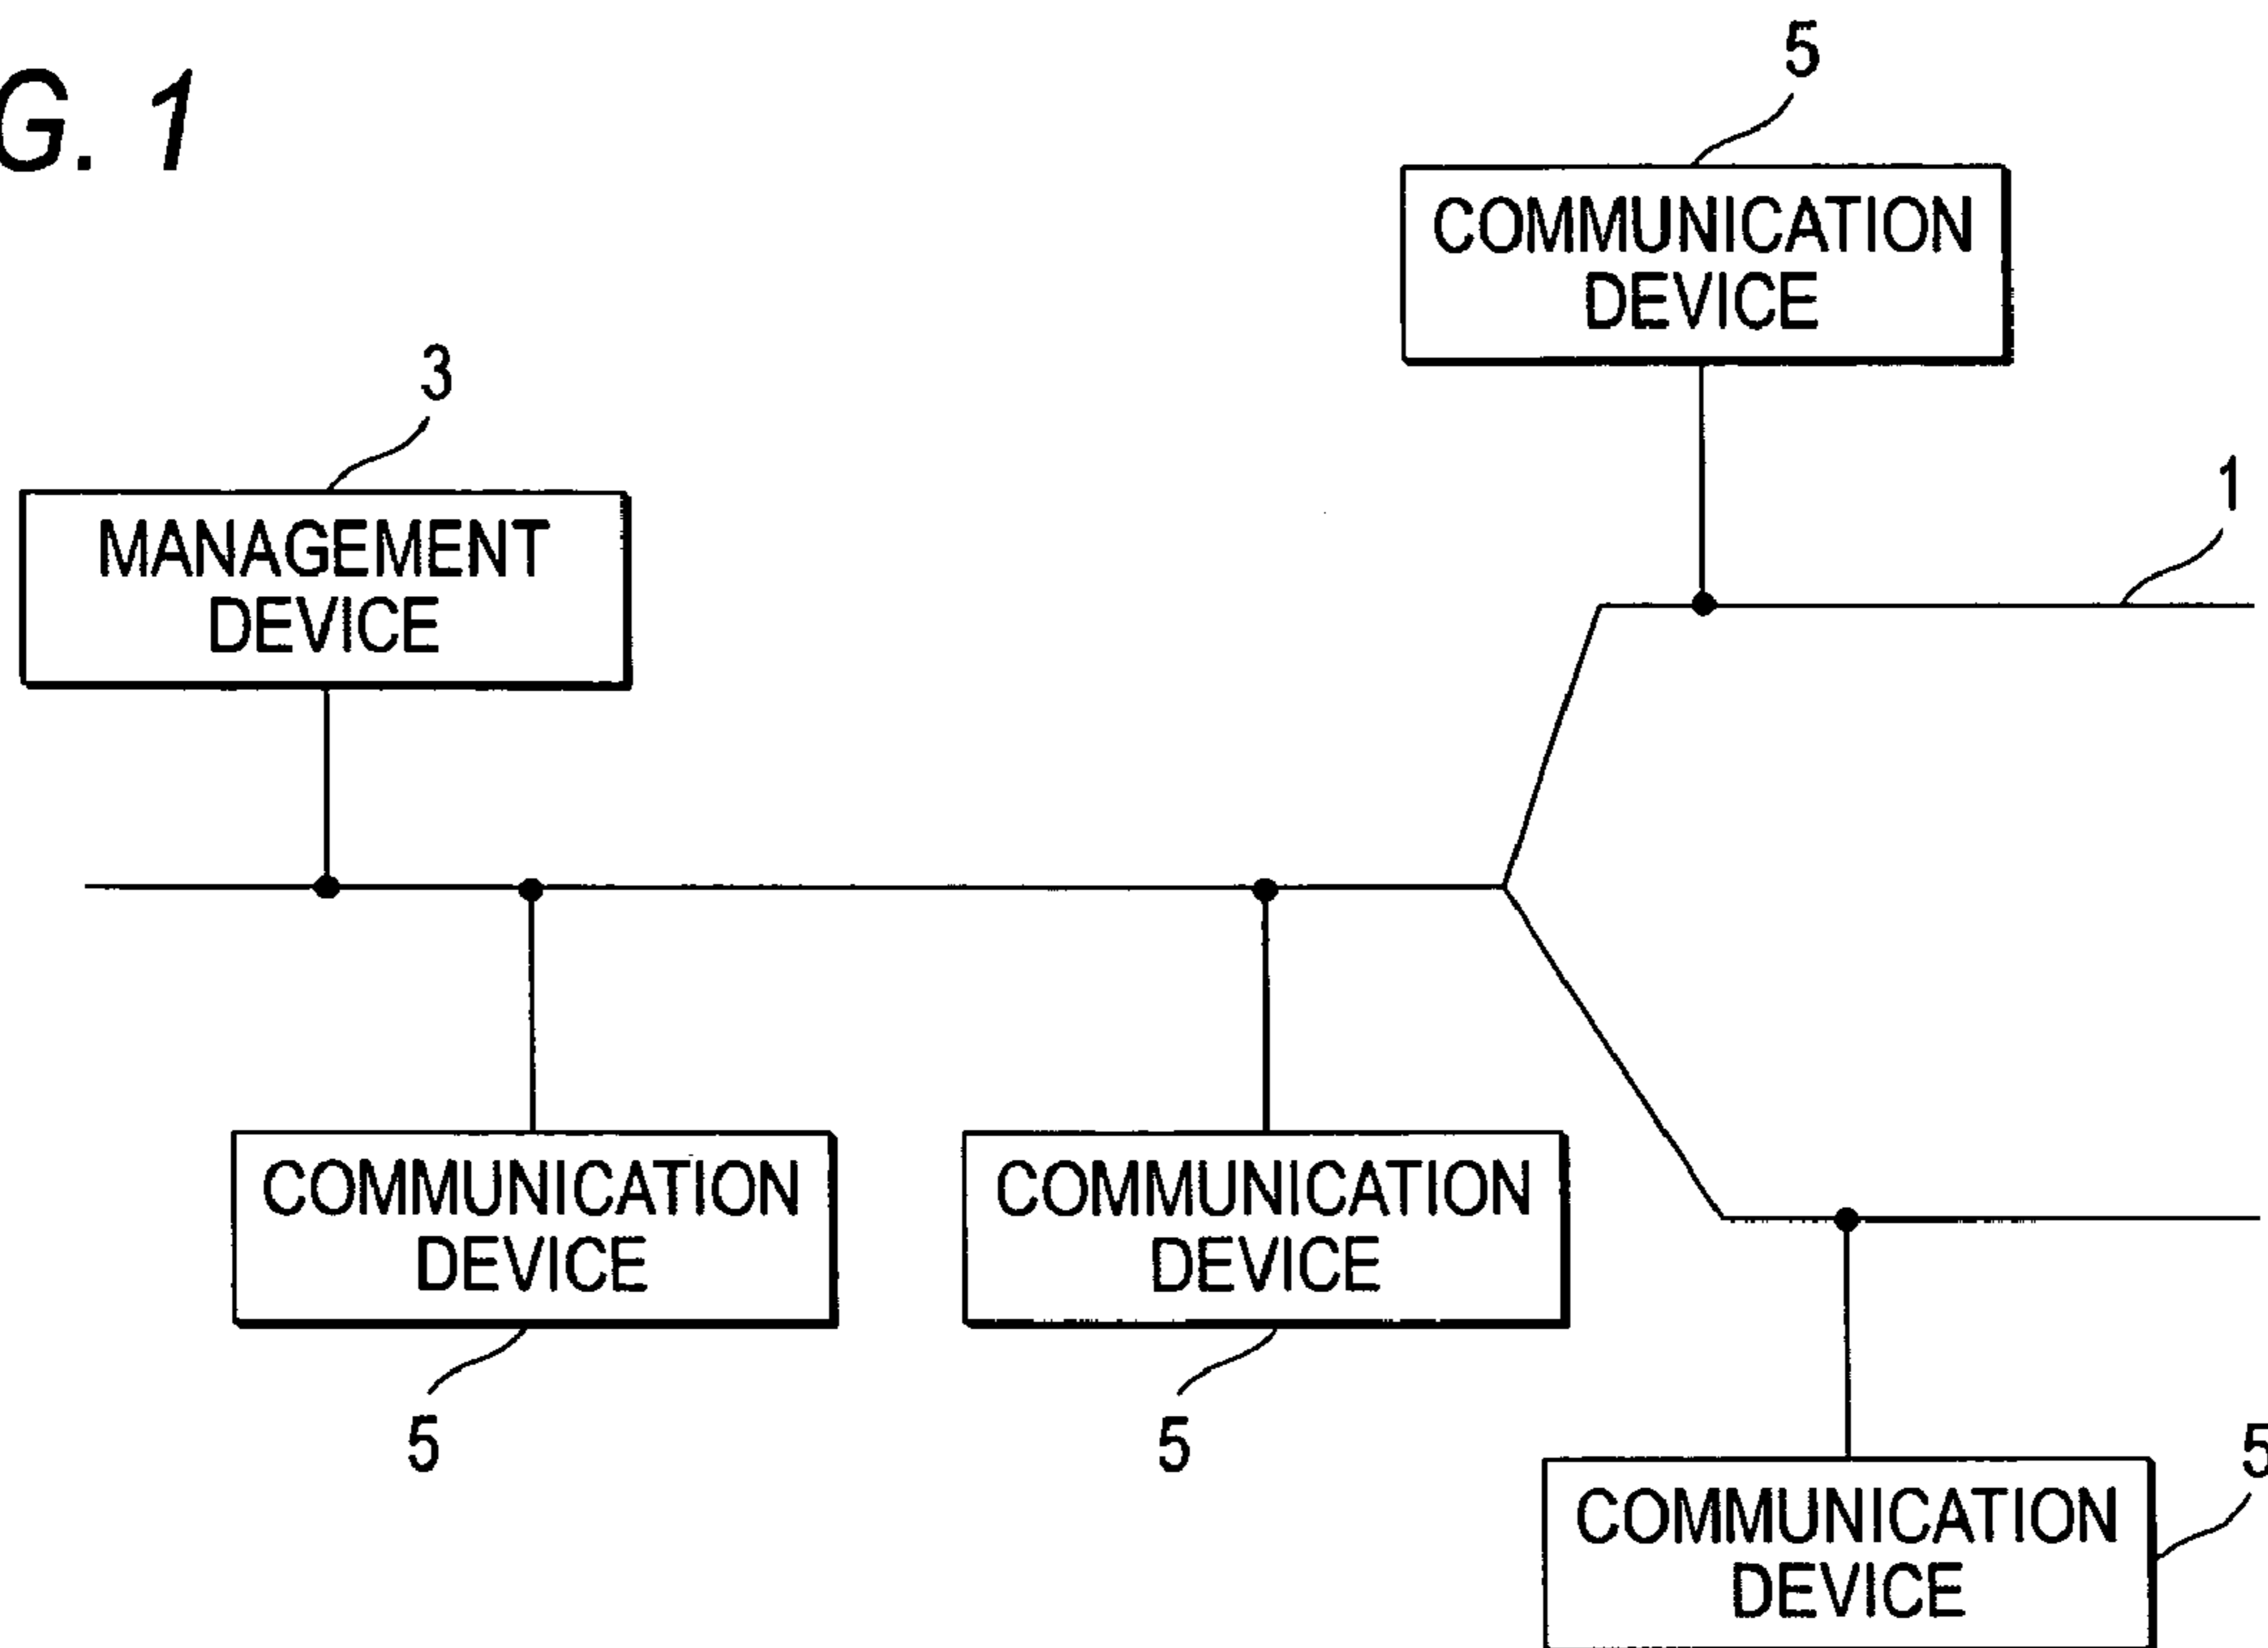 G. 1
5
COMMUNICATION
DEVICE
3
MANAGEMENT
DEVICE
1
COMMUNICATION
DEVICE
5
COMMUNICATION
DEVICE
5
5
COMMUNICATION
DEVICE